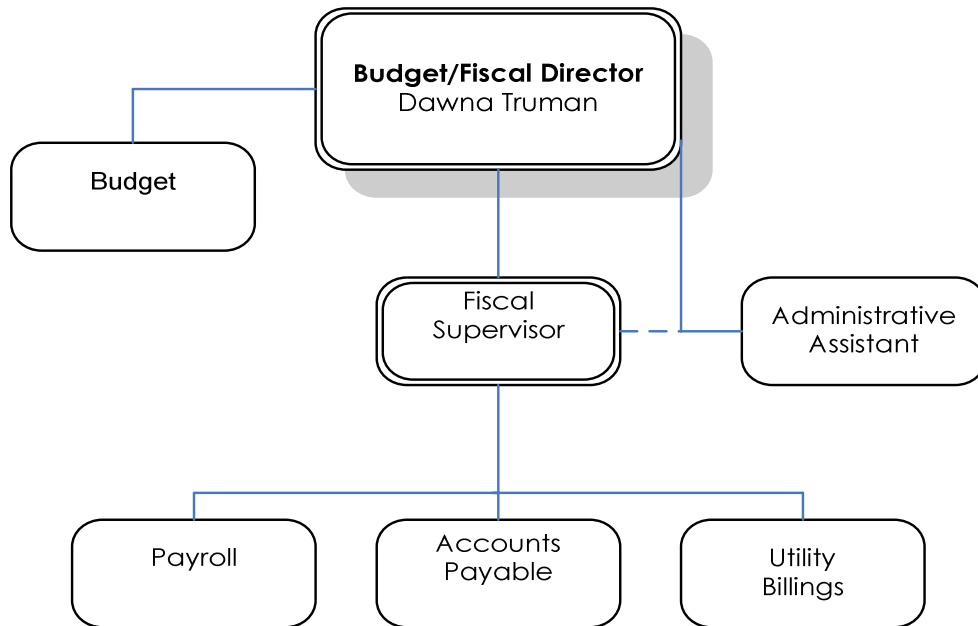 Budget/Fiscal Director
Dawna Truman
Budget
Fiscal
Supervisor
Administrative
Assistant
Payroll
Accounts
Payable
Utility
Billings